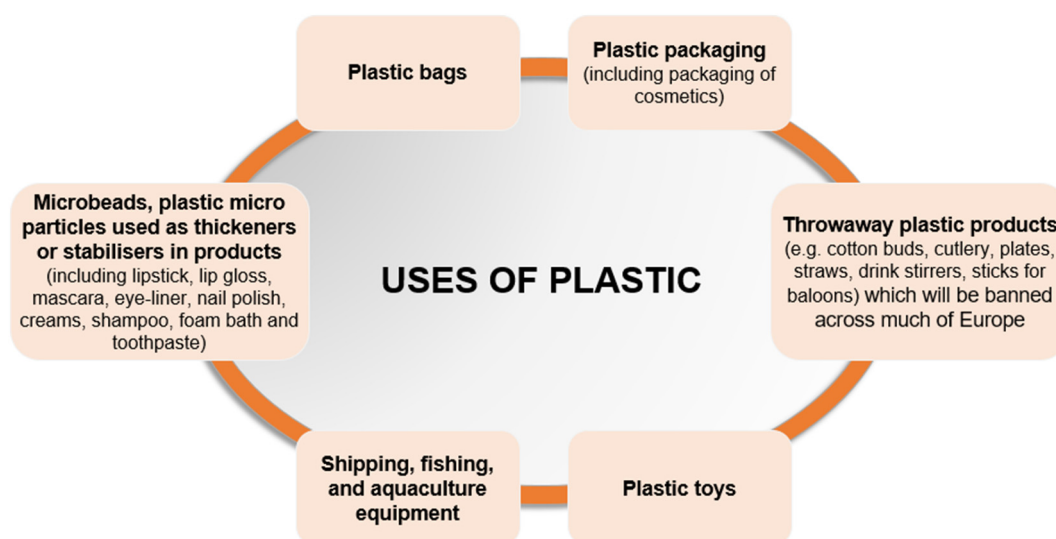 Plastic bags
Plastic packaging
(including packaging of
cosmetics)
Microbeads, plastic micro
particles used as thickeners
or stabilisers in products
(including lipstick, lip gloss,
mascara, eye-liner, nail polish,
creams, shampoo, foam bath and
toothpaste)
USES OF PLASTIC
Throwaway plastic products
(e.g. cotton buds, cutlery, plates,
straws, drink stirrers, sticks for
baloons) which will be banned
across much of Europe
Shipping, fishing,
and aquaculture
equipment
Plastic toys